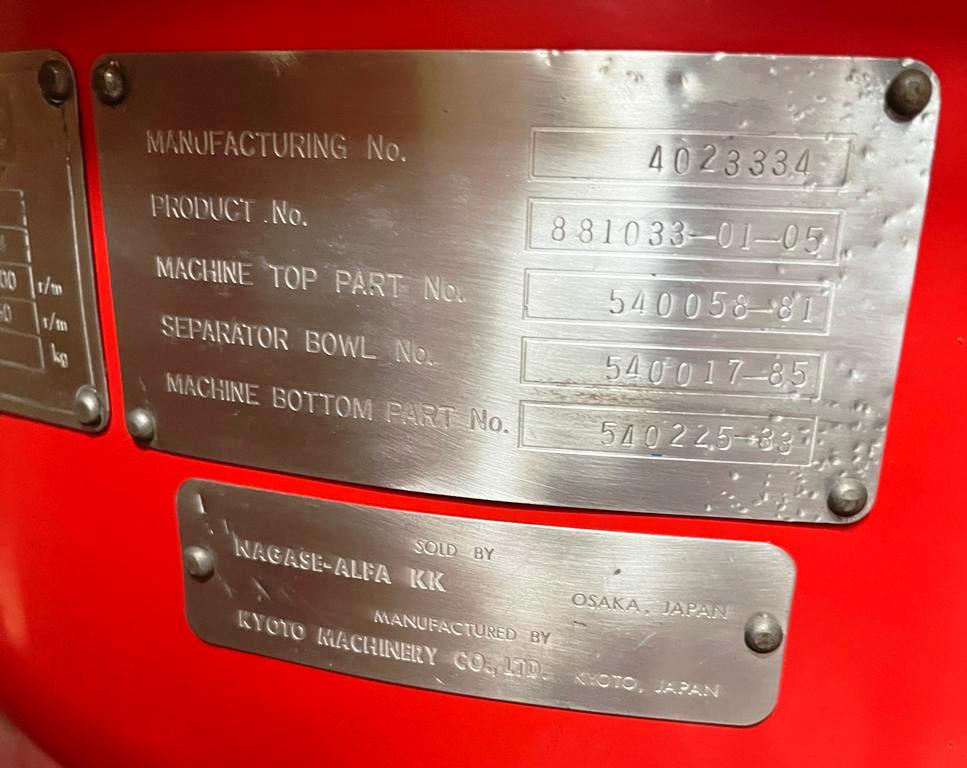 MANUFACTURING No. 4023334
PRODUCT No. 881033-01-05
MACHINE TOP PART No. 540058-81
SEPARATOR BOWL No. 540017-85
MACHINE BOTTOM PART No. 540225-83
r/m
r/m
kg
SOLD BY
NAGASE-ALFA KK OSAKA, JAPAN
MANUFACTURED BY
KYOTO MACHINERY CO., LTD. KYOTO, JAPAN